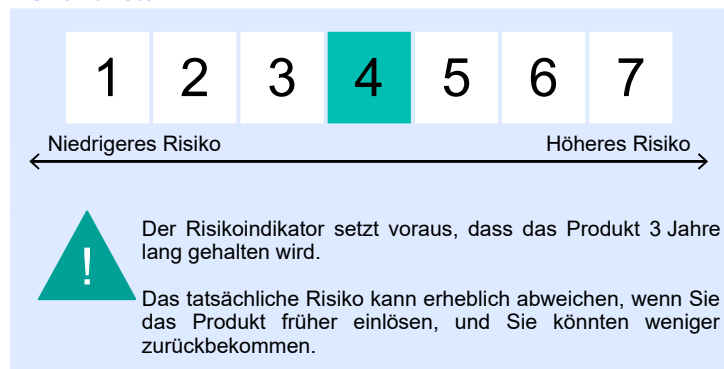 1 2 3 4 5 6 7
Niedrigeres Risiko Höheres Risiko
!
Der Risikoindikator setzt voraus, dass das Produkt 3 Jahre
lang gehalten wird.
Das tatsächliche Risiko kann erheblich abweichen, wenn Sie
das Produkt früher einlösen, und Sie könnten weniger
zurückbekommen.